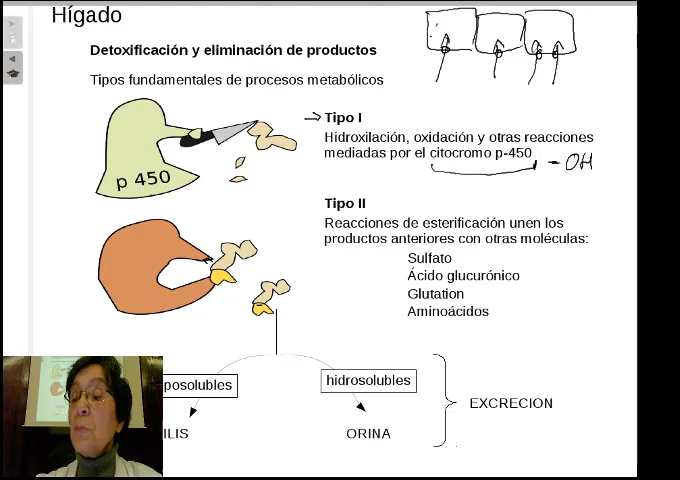 Hígado
Detoxificación y eliminación de productos
Tipos fundamentales de procesos metabólicos
Tipo I
Hidroxilación, oxidación y otras reacciones
mediadas por el citocromo p-450
- OH
p 450
Tipo II
Reacciones de esterificación unen los
productos anteriores con otras moléculas:
Sulfato
Ácido glucurónico
Glutation
Aminoácidos
posolubles
hidrosolubles
EXCRECION
ILIS
ORINA